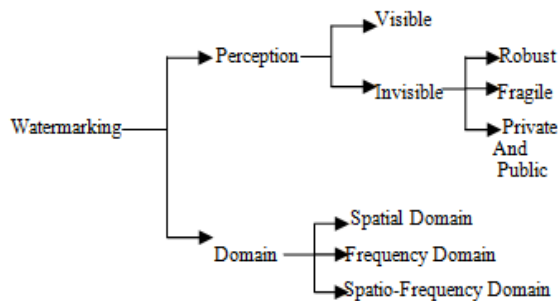 Visible
Perception
Robust
Invisible
Fragile
Watermarking
Private
And
Public
Spatial Domain
Domain
Frequency Domain
Spatio-Frequency Domain